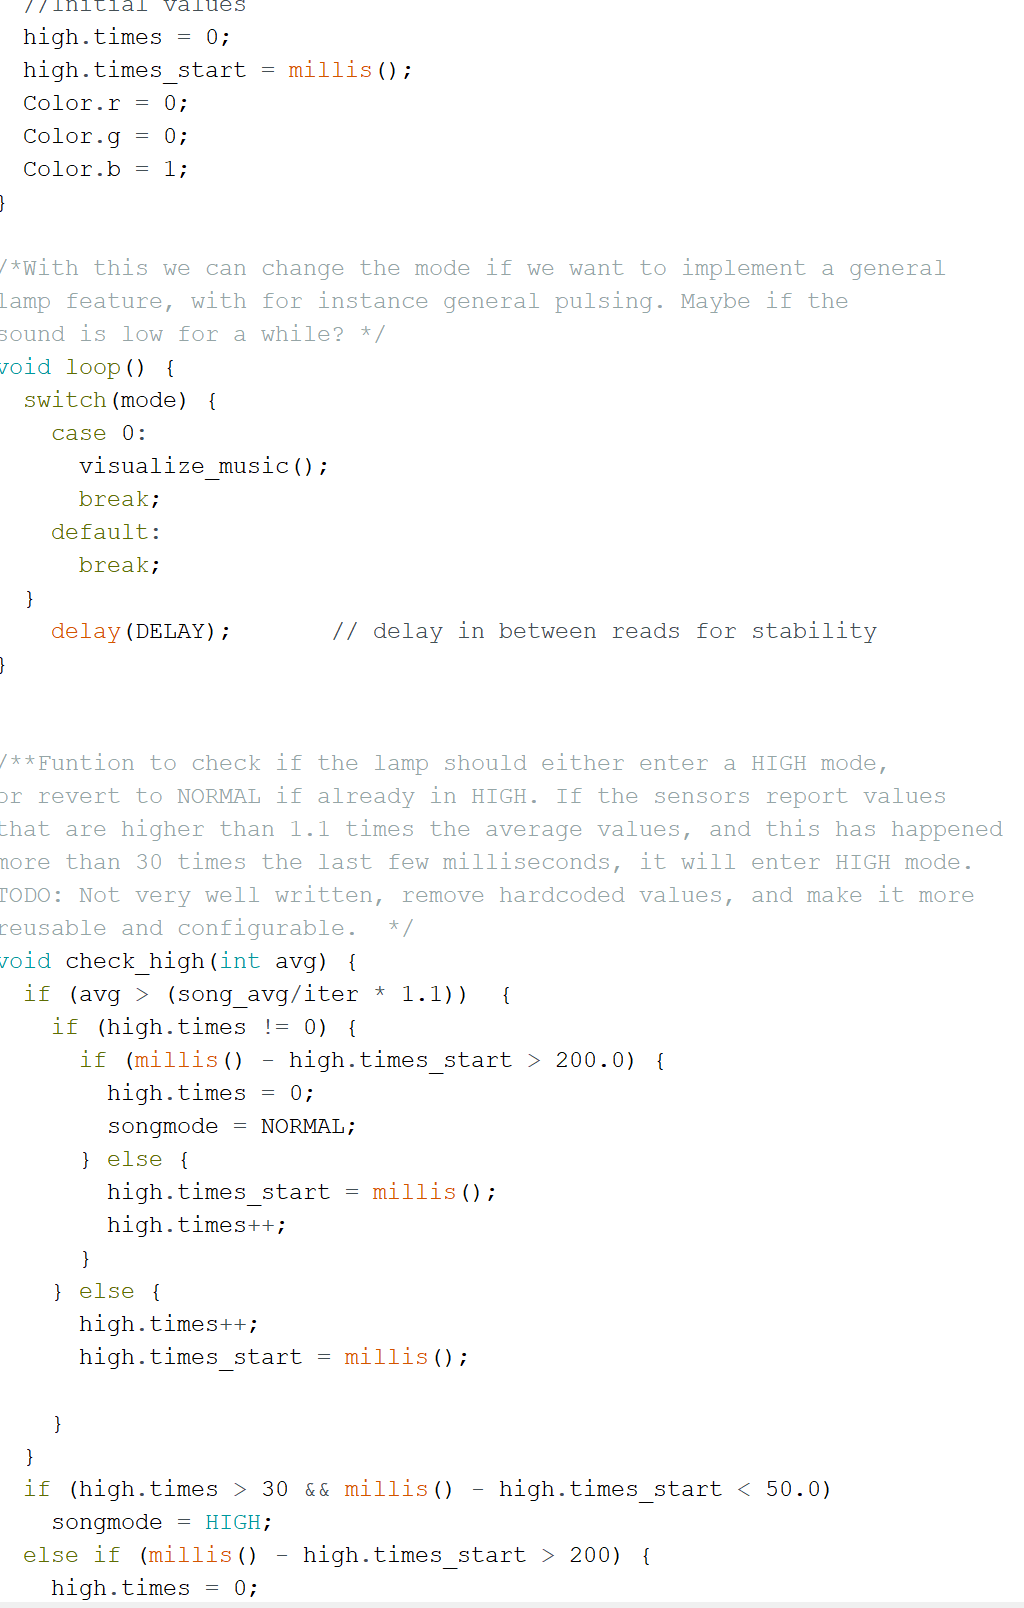 //Initial values
high.times = 0;
high.times_start = millis();
Color.r = 0;
Color.g = 0;
Color.b = 1;
}
/*With this we can change the mode if we want to implement a general
lamp feature, with for instance general pulsing. Maybe if the
sound is low for a while? */
void loop() {
switch(mode) {
case 0:
visualize_music();
break;
default:
break;
}
delay(DELAY);       // delay in between reads for stability
}
/**Funtion to check if the lamp should either enter a HIGH mode,
or revert to NORMAL if already in HIGH. If the sensors report values
that are higher than 1.1 times the average values, and this has happened
more than 30 times the last few milliseconds, it will enter HIGH mode.
TODO: Not very well written, remove hardcoded values, and make it more
reusable and configurable.  */
void check_high(int avg) {
if (avg > (song_avg/iter * 1.1))  {
if (high.times != 0) {
if (millis() - high.times_start > 200.0) {
high.times = 0;
songmode = NORMAL;
} else {
high.times_start = millis();
high.times++;
}
} else {
high.times++;
high.times_start = millis();
}
}
if (high.times > 30 && millis() - high.times_start < 50.0)
songmode = HIGH;
else if (millis() - high.times_start > 200) {
high.times = 0;